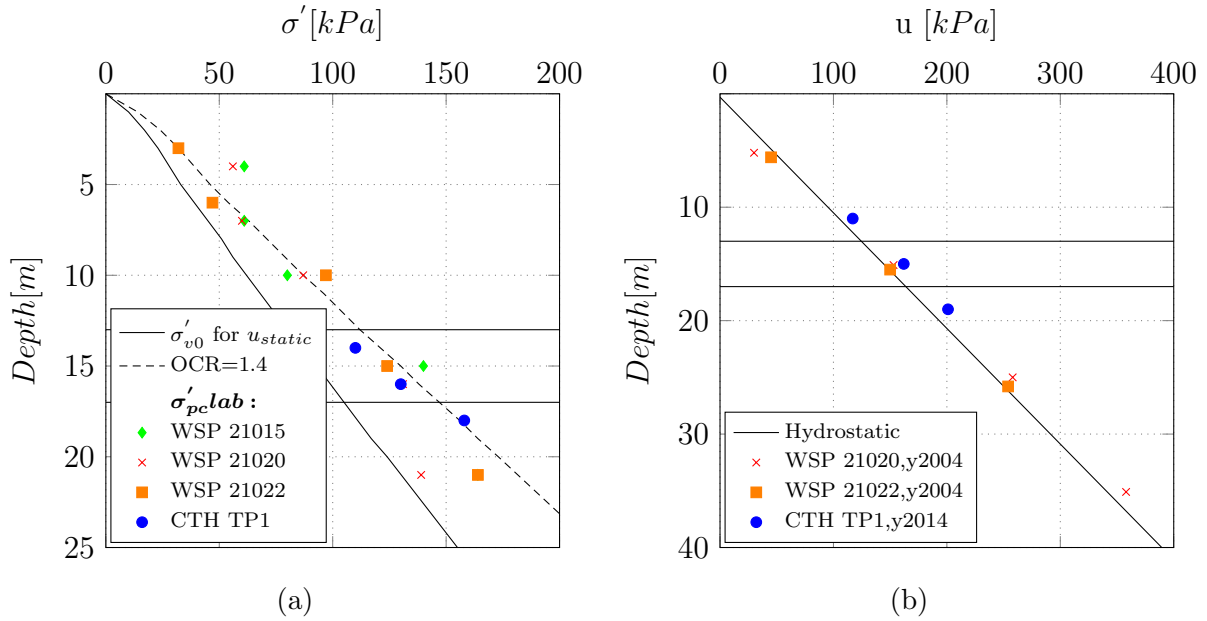 σ′[kPa]
0 50 100 150 200
5
10
15
20
25
Depth[m]
σ′v0 for ustatic
OCR=1.4
σ′pclab :
WSP 21015
WSP 21020
WSP 21022
CTH TP1
(a)
u [kPa]
0 100 200 300 400
10
20
30
40
Depth[m]
Hydrostatic
WSP 21020,y2004
WSP 21022,y2004
CTH TP1,y2014
(b)